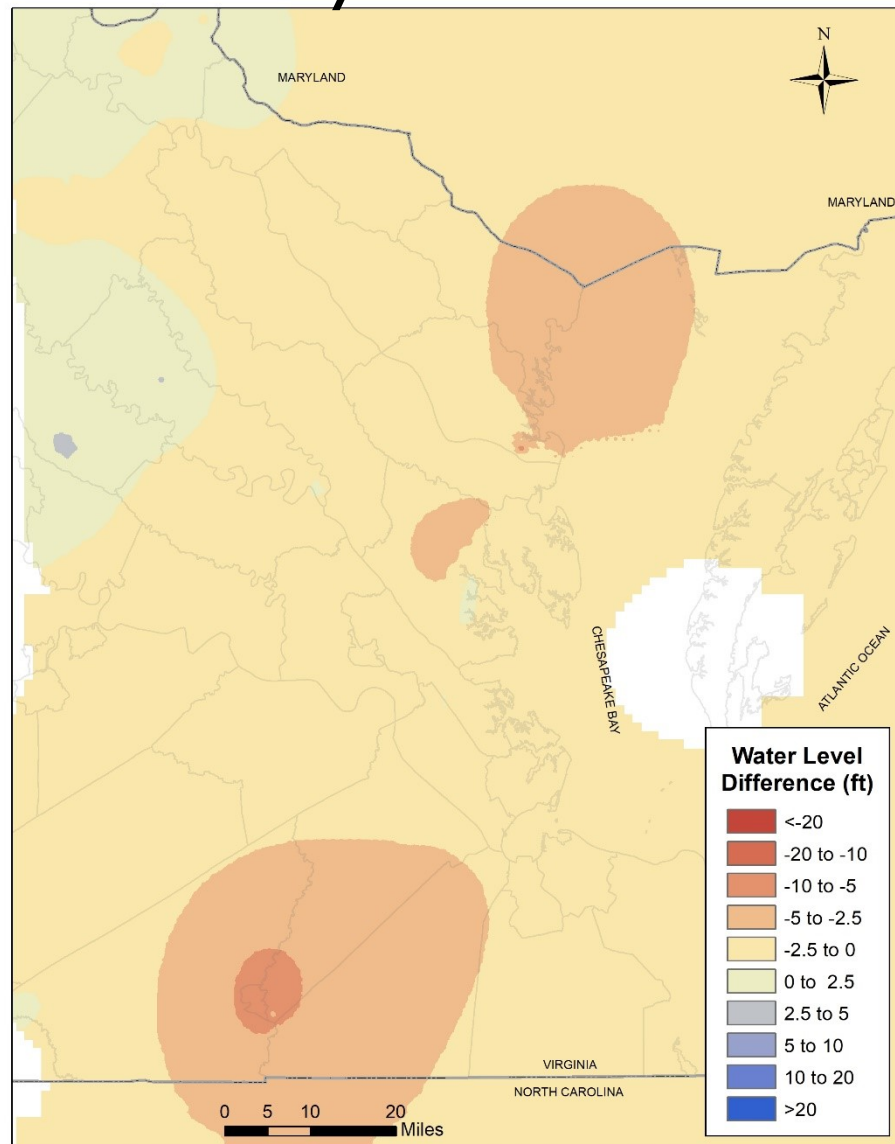 N
MARYLAND
MARYLAND
CHESAPEAKE BAY
ATLANTIC OCEAN
Water Level
Difference (ft)
<-20
-20 to -10
-10 to -5
-5 to -2.5
-2.5 to 0
0 to 2.5
2.5 to 5
5 to 10
10 to 20
>20
VIRGINIA
NORTH CAROLINA
0 5 10 20
Miles